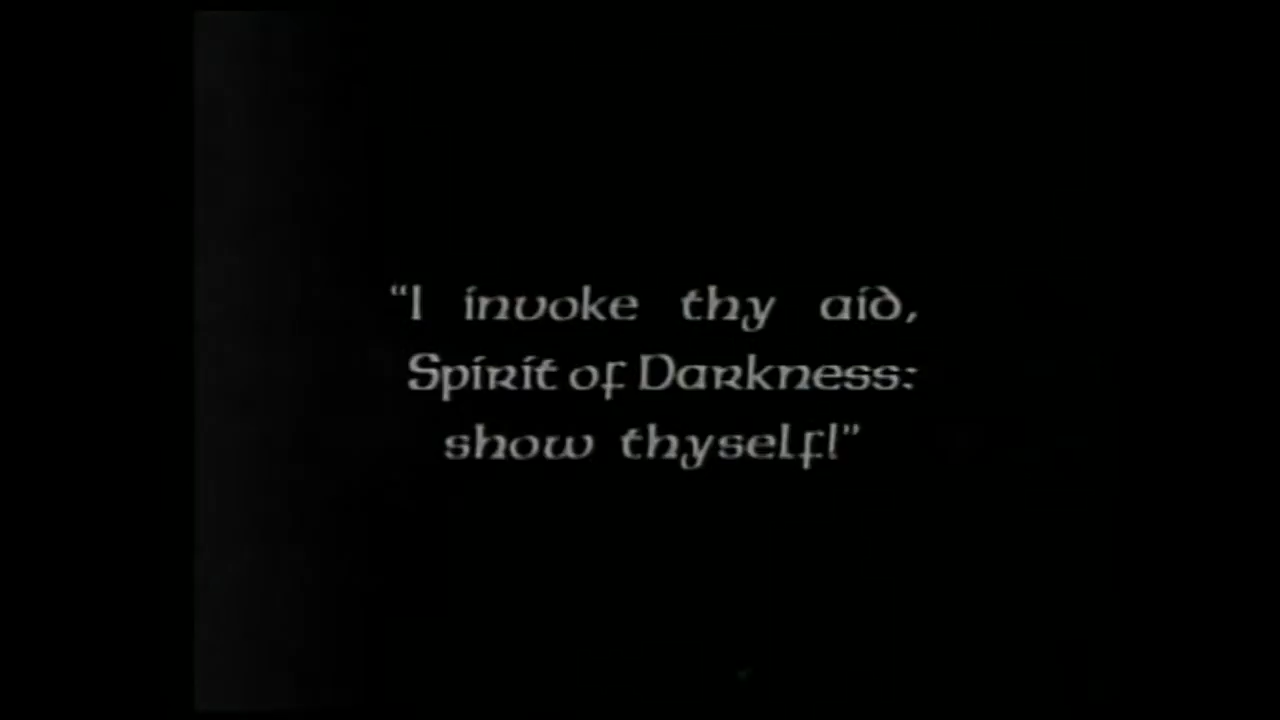 “I invoke thy aid,
Spirit of Darkness:
show thyself!”